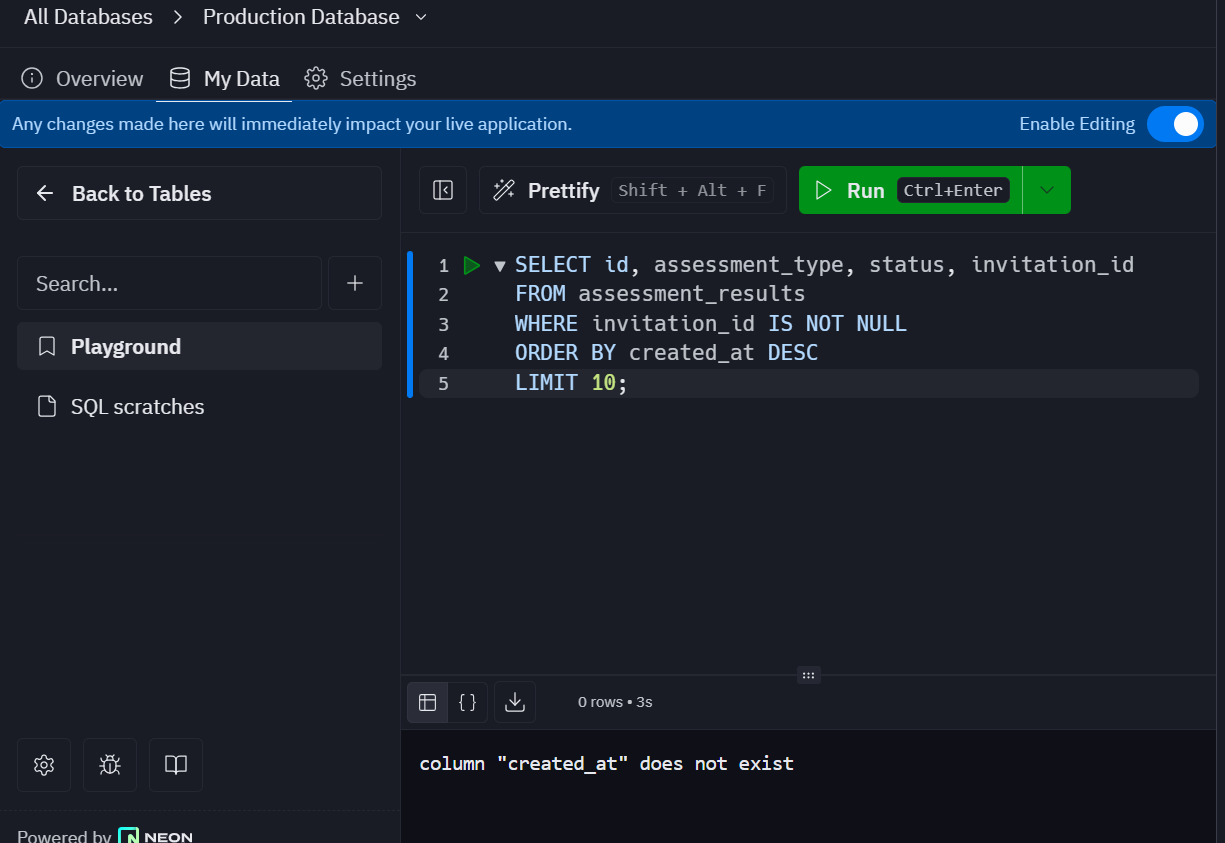 All Databases > Production Database
Overview My Data Settings
Any changes made here will immediately impact your live application. Enable Editing
Back to Tables
Prettify Shift + Alt + F Run Ctrl+Enter
Search...
Playground
SQL scratches
1 SELECT id, assessment_type, status, invitation_id
2 FROM assessment_results
3 WHERE invitation_id IS NOT NULL
4 ORDER BY created_at DESC
5 LIMIT 10;
{ } 0 rows • 3s
column "created_at" does not exist
Powered by NEON